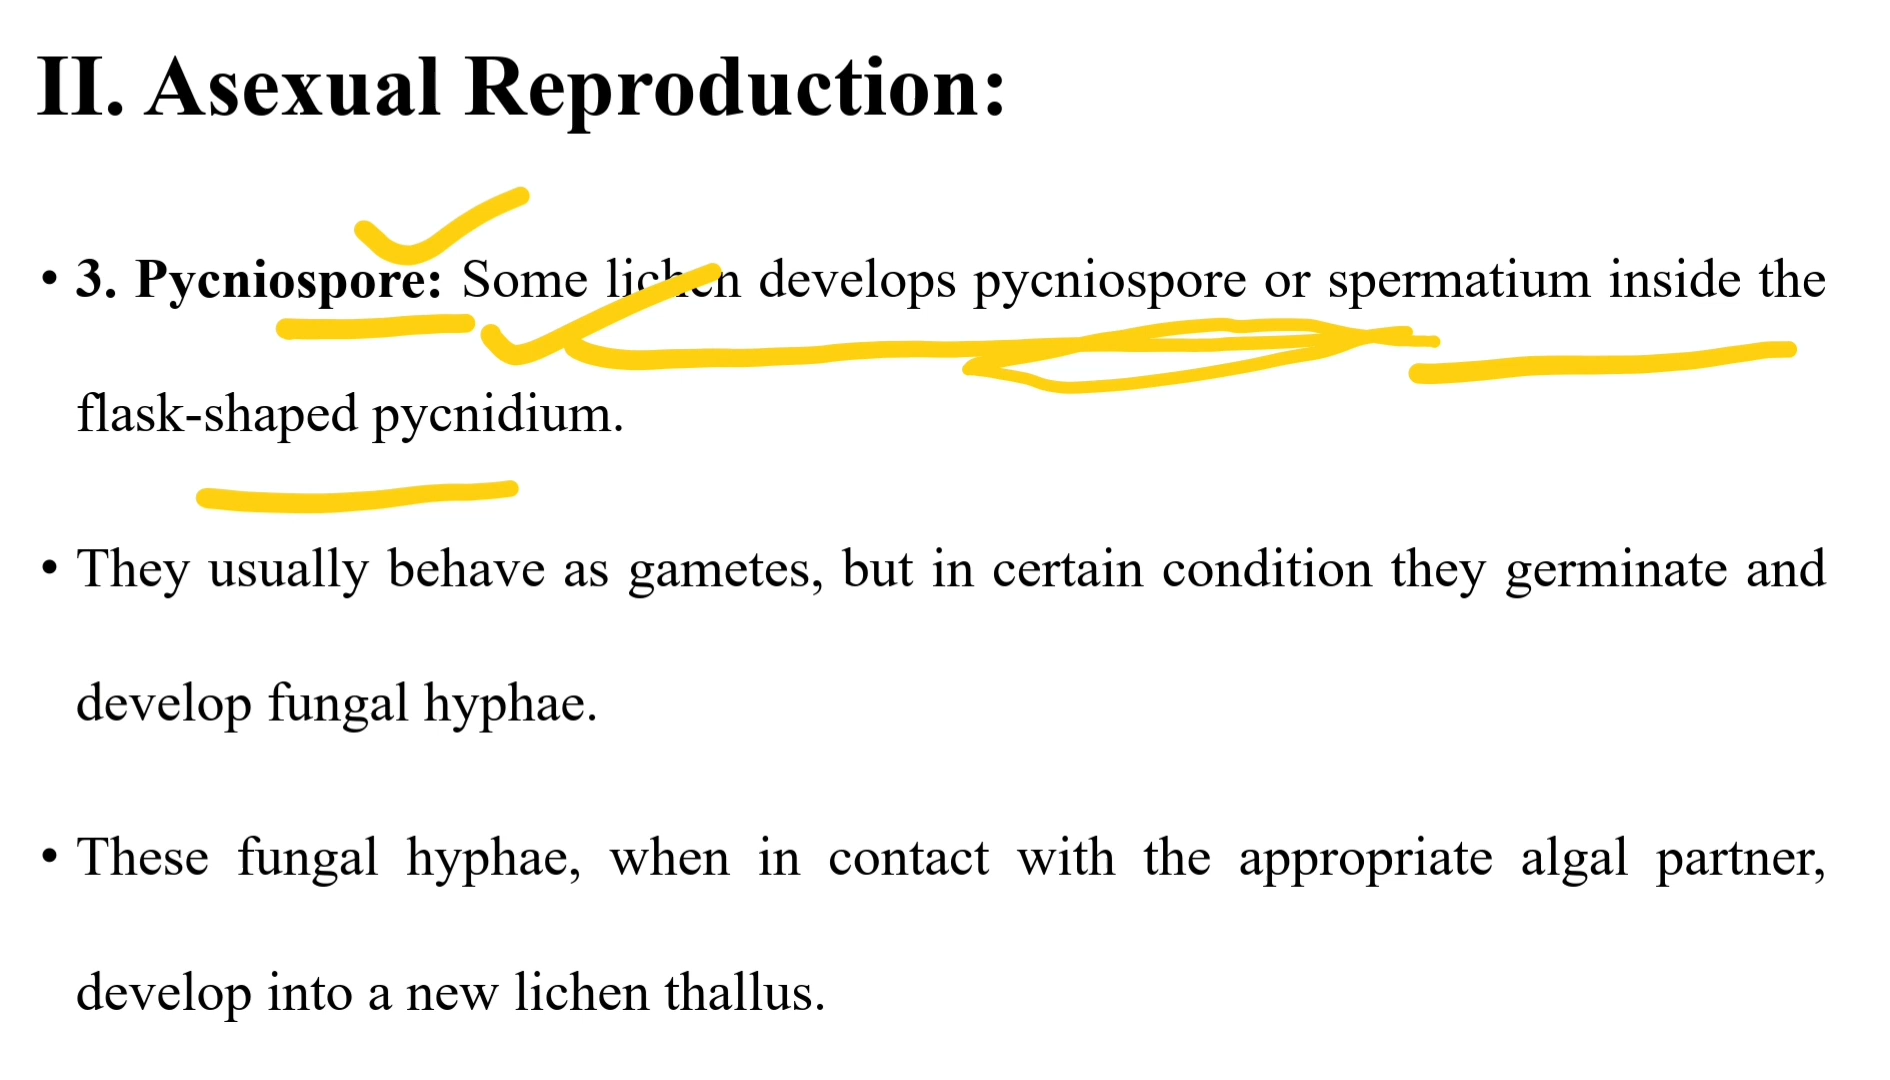 II. Asexual Reproduction:
• 3. Pycniospore: Some lichen develops pycniospore or spermatium inside the
flask-shaped pycnidium.
• They usually behave as gametes, but in certain condition they germinate and
develop fungal hyphae.
• These fungal hyphae, when in contact with the appropriate algal partner,
develop into a new lichen thallus.